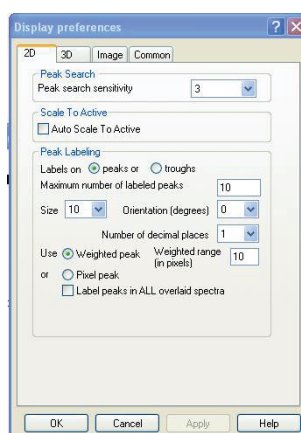 Display preferences
2D 3D Image Common
Peak Search
Peak search sensitivity 3
Scale To Active
Auto Scale To Active
Peak Labeling
Labels on peaks or troughs
Maximum number of labeled peaks 10
Size 10 Orientation (degrees) 0
Number of decimal places 1
Use Weighted peak Weighted range (in pixels) 10
or Pixel peak
Label peaks in ALL overlaid spectra
OK Cancel Apply Help